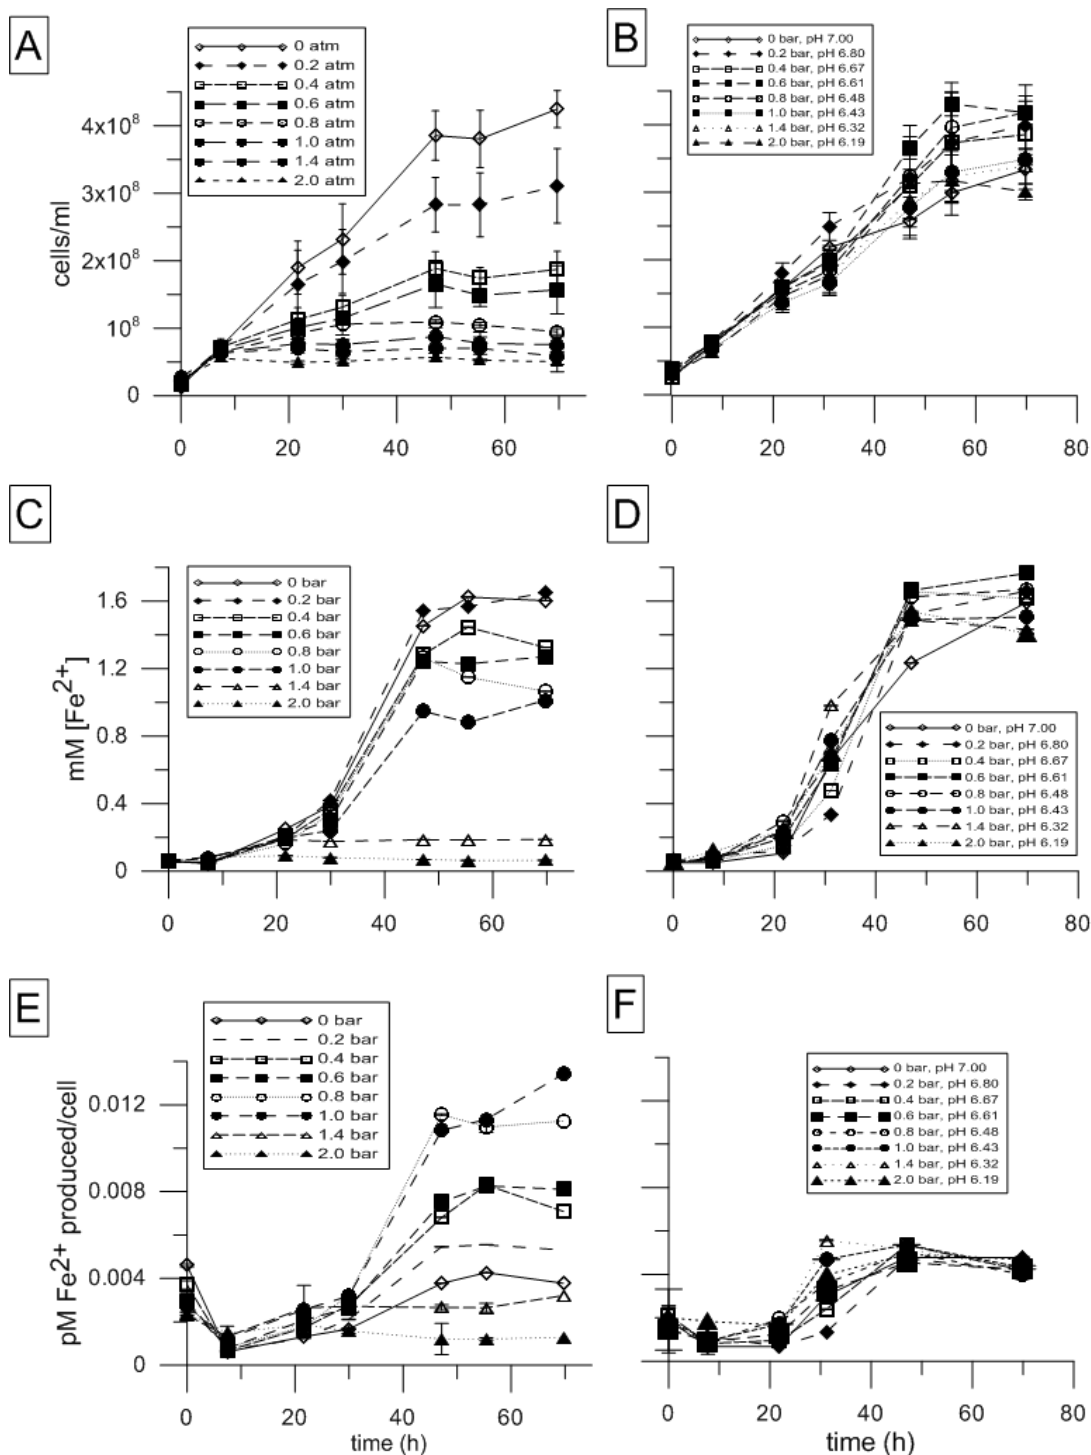 A
0 atm
0.2 atm
0.4 atm
0.6 atm
0.8 atm
1.0 atm
1.4 atm
2.0 atm
4x10⁸
3x10⁸
2x10⁸
10⁸
0
cells/ml
0 20 40 60
B
0 bar, pH 7.00
0.2 bar, pH 6.80
0.4 bar, pH 6.67
0.6 bar, pH 6.61
0.8 bar, pH 6.48
1.0 bar, pH 6.43
1.4 bar, pH 6.32
2.0 bar, pH 6.19
0 20 40 60 80
C
0 bar
0.2 bar
0.4 bar
0.6 bar
0.8 bar
1.0 bar
1.4 bar
2.0 bar
1.6
1.2
0.8
0.4
0
mM [Fe²⁺]
0 20 40 60
D
0 bar, pH 7.00
0.2 bar, pH 6.80
0.4 bar, pH 6.67
0.6 bar, pH 6.61
0.8 bar, pH 6.48
1.0 bar, pH 6.43
1.4 bar, pH 6.32
2.0 bar, pH 6.19
0 20 40 60 80
E
0 bar
0.2 bar
0.4 bar
0.6 bar
0.8 bar
1.0 bar
1.4 bar
2.0 bar
0.012
0.008
0.004
0
pM Fe²⁺ produced/cell
0 20 40 60
time (h)
F
0 bar, pH 7.00
0.2 bar, pH 6.80
0.4 bar, pH 6.67
0.6 bar, pH 6.61
0.8 bar, pH 6.48
1.0 bar, pH 6.43
1.4 bar, pH 6.32
2.0 bar, pH 6.19
0 20 40 60 80
time (h)